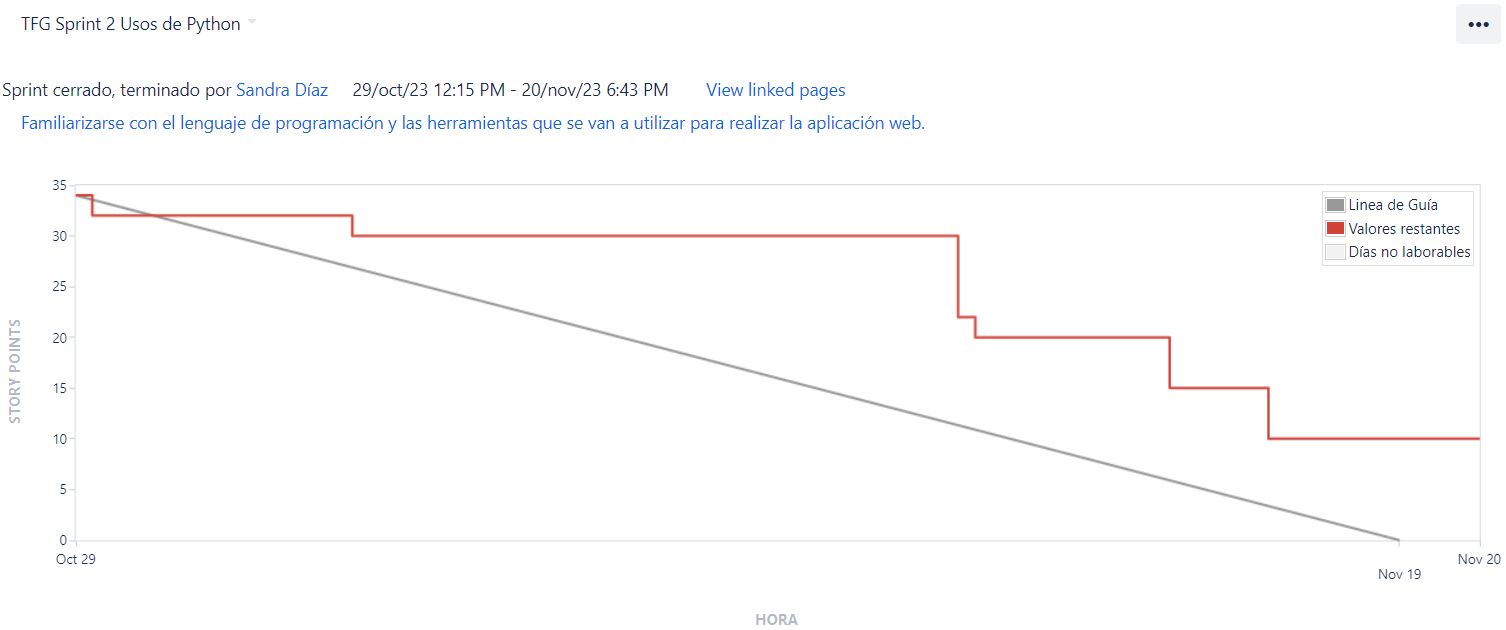 TFG Sprint 2 Usos de Python
Sprint cerrado, terminado por Sandra Díaz 29/oct/23 12:15 PM - 20/nov/23 6:43 PM View linked pages
Familiarizarse con el lenguaje de programación y las herramientas que se van a utilizar para realizar la aplicación web.
35
30
25
20
15
10
5
0
STORY POINTS
Linea de Guía
Valores restantes
Días no laborables
Oct 29
Nov 19
Nov 20
HORA